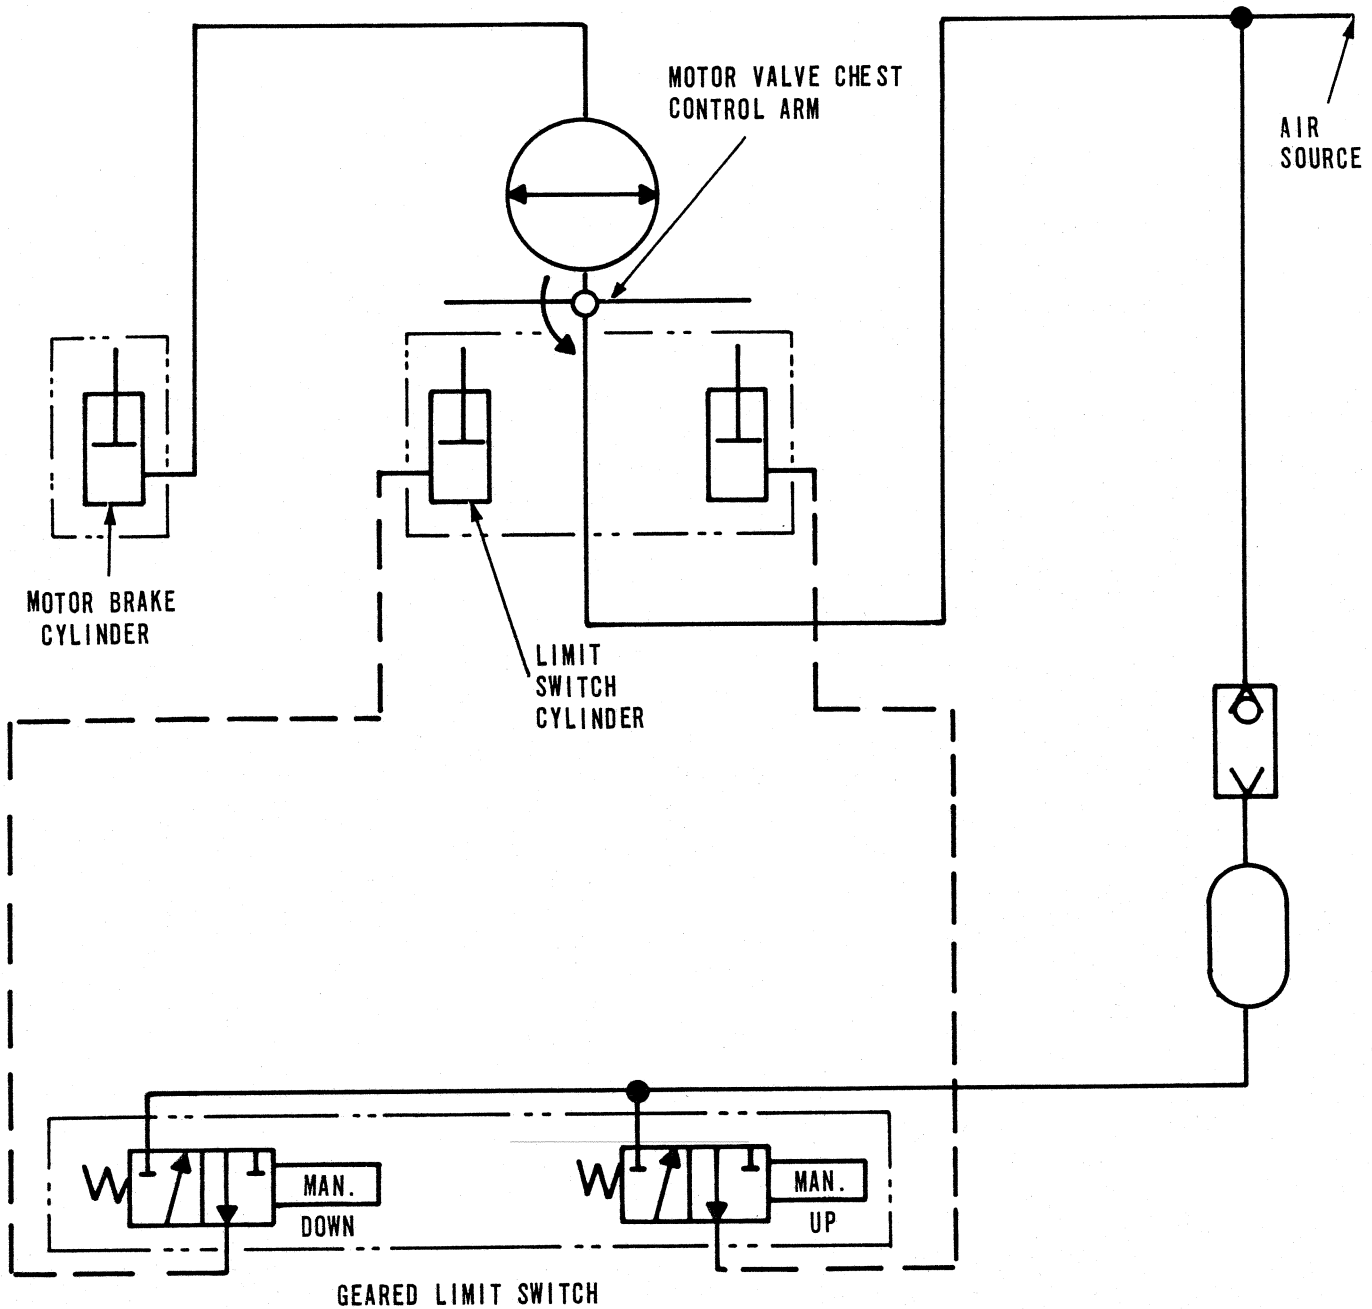 MOTOR VALVE CHEST
CONTROL ARM
AIR
SOURCE
MOTOR BRAKE
CYLINDER
LIMIT
SWITCH
CYLINDER
MAN.
DOWN
MAN.
UP
GEARED LIMIT SWITCH